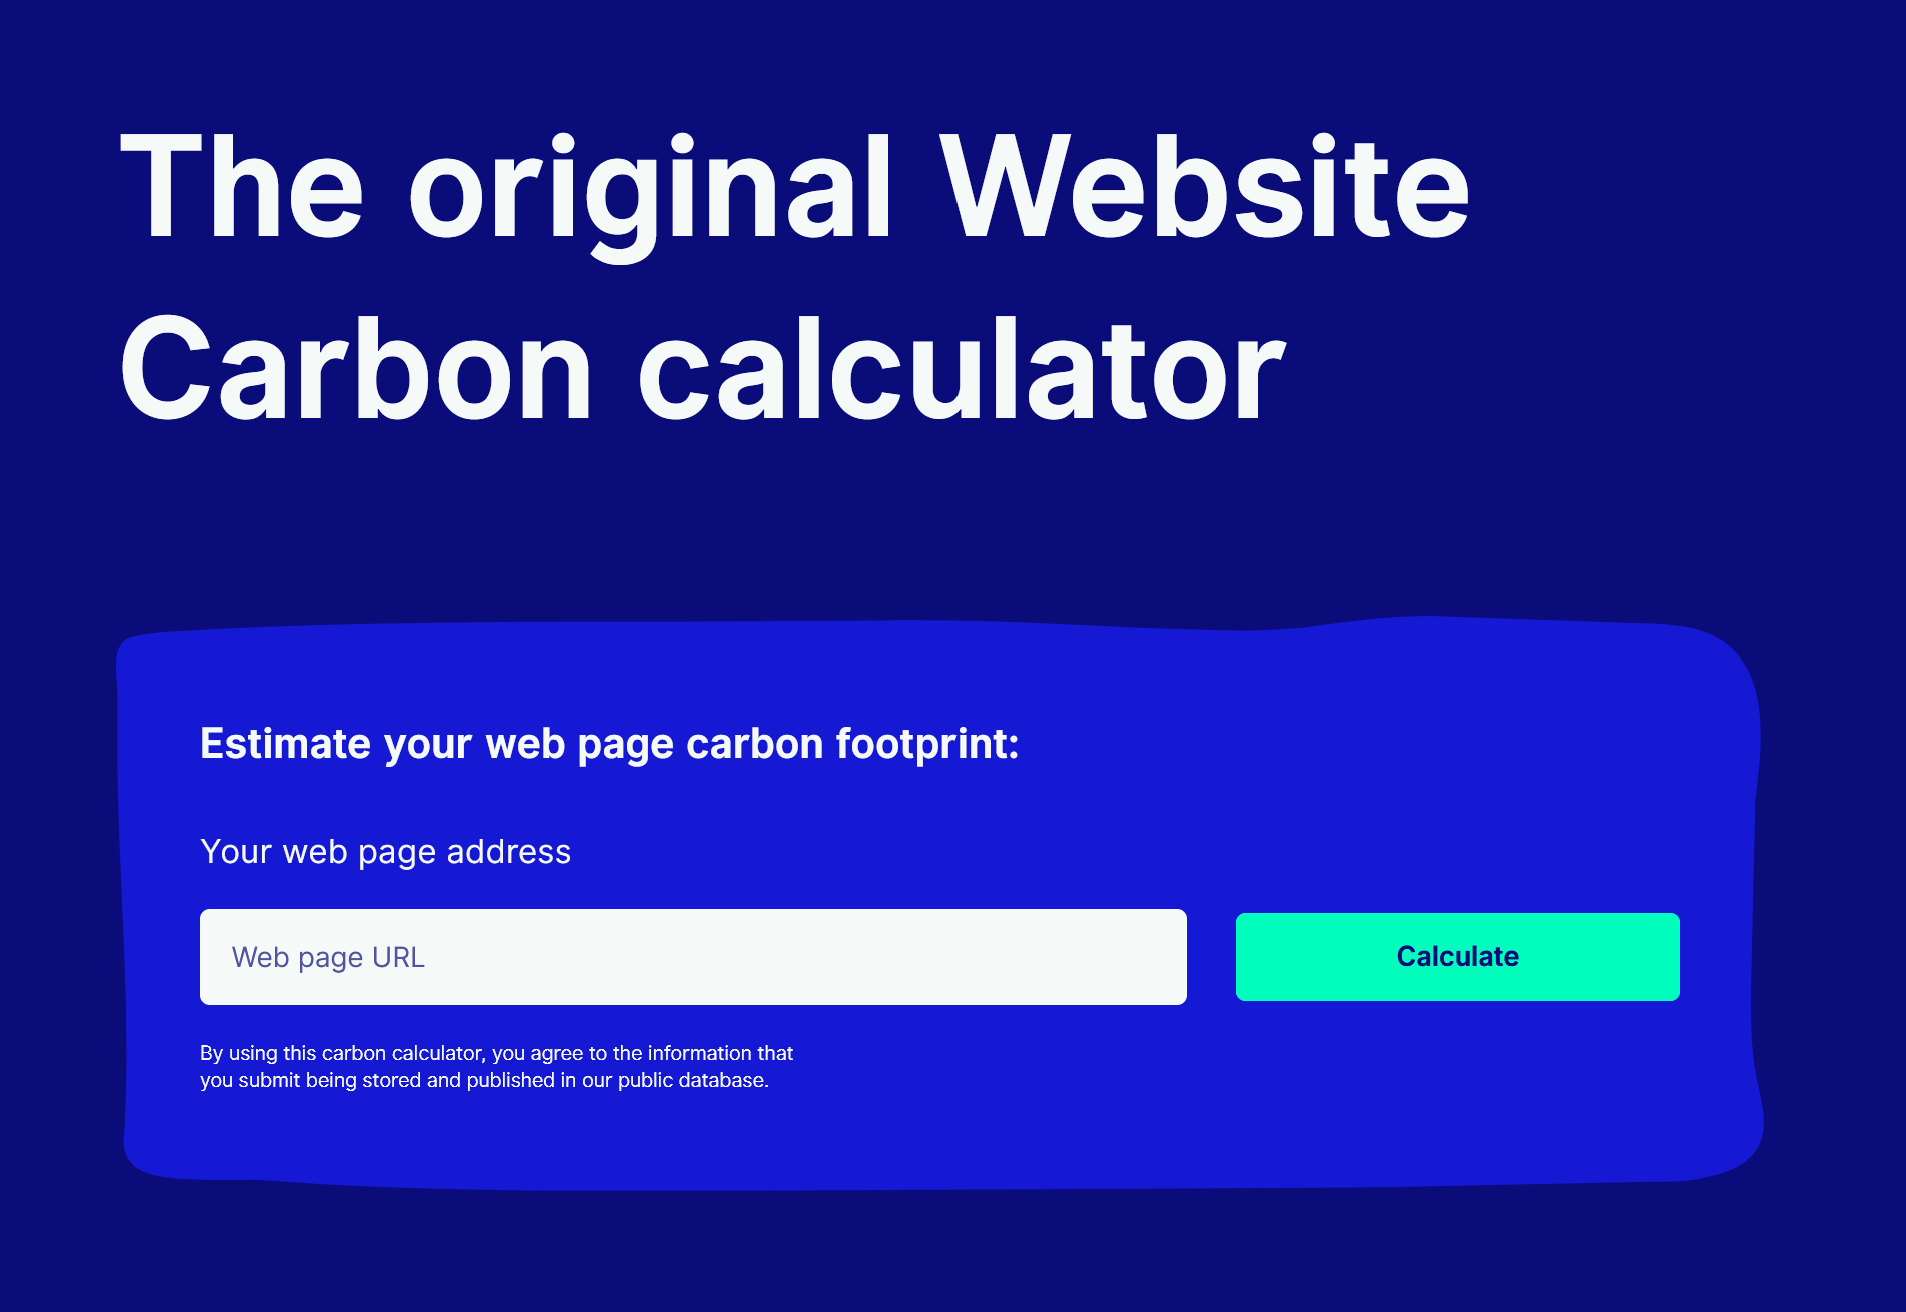 The original Website
Carbon calculator
Estimate your web page carbon footprint:
Your web page address
Web page URL
Calculate
By using this carbon calculator, you agree to the information that
you submit being stored and published in our public database.